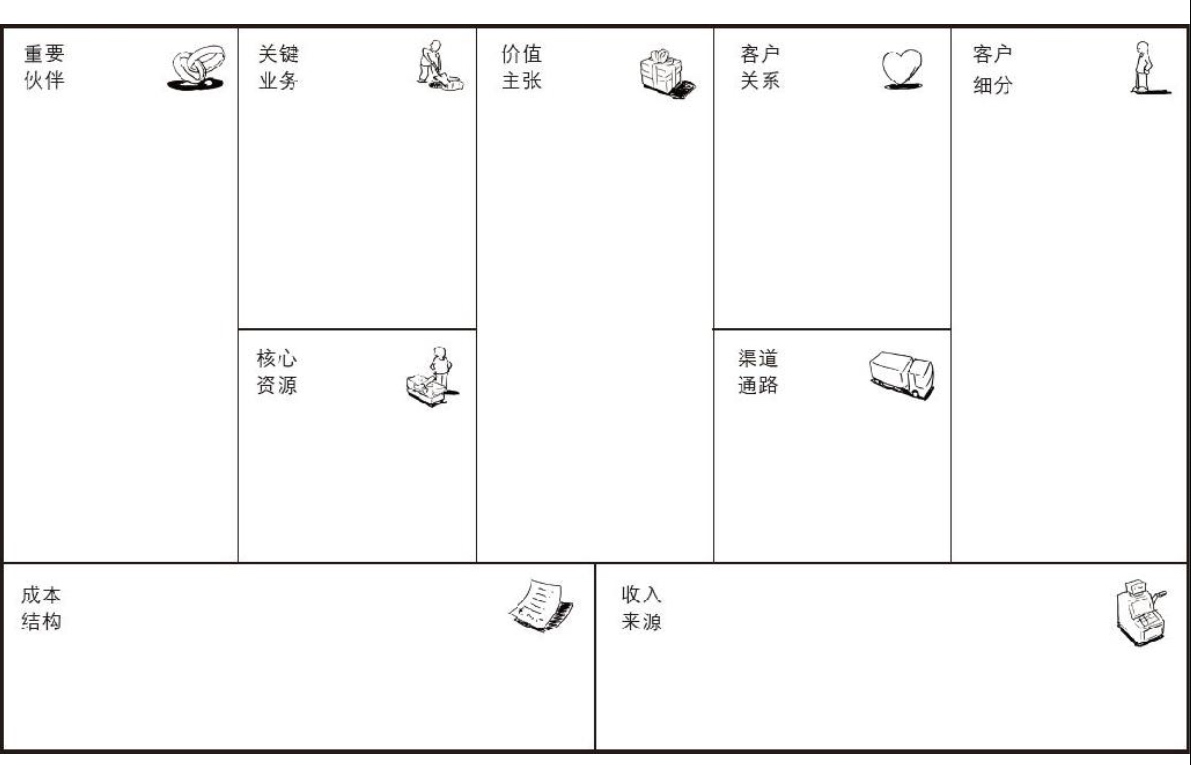 重要
伙伴
关键
业务
价值
主张
客户
关系
客户
细分
核心
资源
渠道
通路
成本
结构
收入
来源